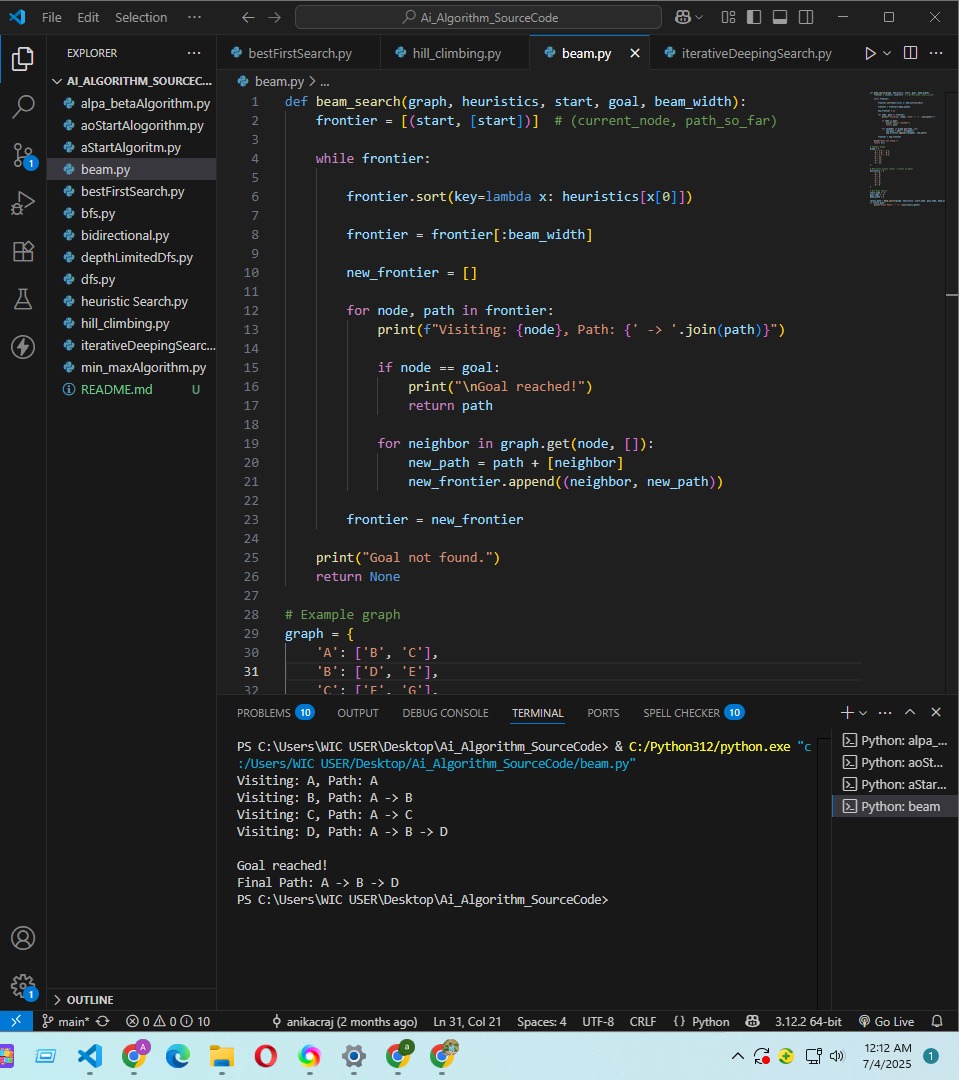 File Edit Selection ···
Ai_Algorithm_SourceCode
EXPLORER ···
AI_ALGORITHM_SOURCEC...
alpa_betaAlgorithm.py
aoStartAlogorithm.py
aStartAlgoritm.py
beam.py
bestFirstSearch.py
bfs.py
bidirectional.py
depthLimitedDfs.py
dfs.py
heuristic Search.py
hill_climbing.py
iterativeDeepingSearc...
min_maxAlgorithm.py
README.md U
OUTLINE
1
1
bestFirstSearch.py
hill_climbing.py
beam.py
iterativeDeepingSearch.py
beam.py > ...
1 def beam_search(graph, heuristics, start, goal, beam_width):
2 frontier = [(start, [start])] # (current_node, path_so_far)
3
4 while frontier:
5
6 frontier.sort(key=lambda x: heuristics[x[0]])
7
8 frontier = frontier[:beam_width]
9
10 new_frontier = []
11
12 for node, path in frontier:
13 print(f"Visiting: {node}, Path: {' -> '.join(path)}")
14
15 if node == goal:
16 print("\nGoal reached!")
17 return path
18
19 for neighbor in graph.get(node, []):
20 new_path = path + [neighbor]
21 new_frontier.append((neighbor, new_path))
22
23 frontier = new_frontier
24
25 print("Goal not found.")
26 return None
27
28 # Example graph
29 graph = {
30 'A': ['B', 'C'],
31 'B': ['D', 'E'],
32 'C': ['F', 'G'],
PROBLEMS 10 OUTPUT DEBUG CONSOLE TERMINAL PORTS SPELL CHECKER 10
PS C:\Users\WIC USER\Desktop\Ai_Algorithm_SourceCode> & C:/Python312/python.exe "c
:/Users/WIC USER/Desktop/Ai_Algorithm_SourceCode/beam.py"
Visiting: A, Path: A
Visiting: B, Path: A -> B
Visiting: C, Path: A -> C
Visiting: D, Path: A -> B -> D
Goal reached!
Final Path: A -> B -> D
PS C:\Users\WIC USER\Desktop\Ai_Algorithm_SourceCode>
Python: alpa_...
Python: aoSt...
Python: aStar...
Python: beam
main* 0 0 10 anikacraj (2 months ago) Ln 31, Col 21 Spaces: 4 UTF-8 CRLF {} Python 3.12.2 64-bit Go Live
A
a
12:12 AM
7/4/2025
1